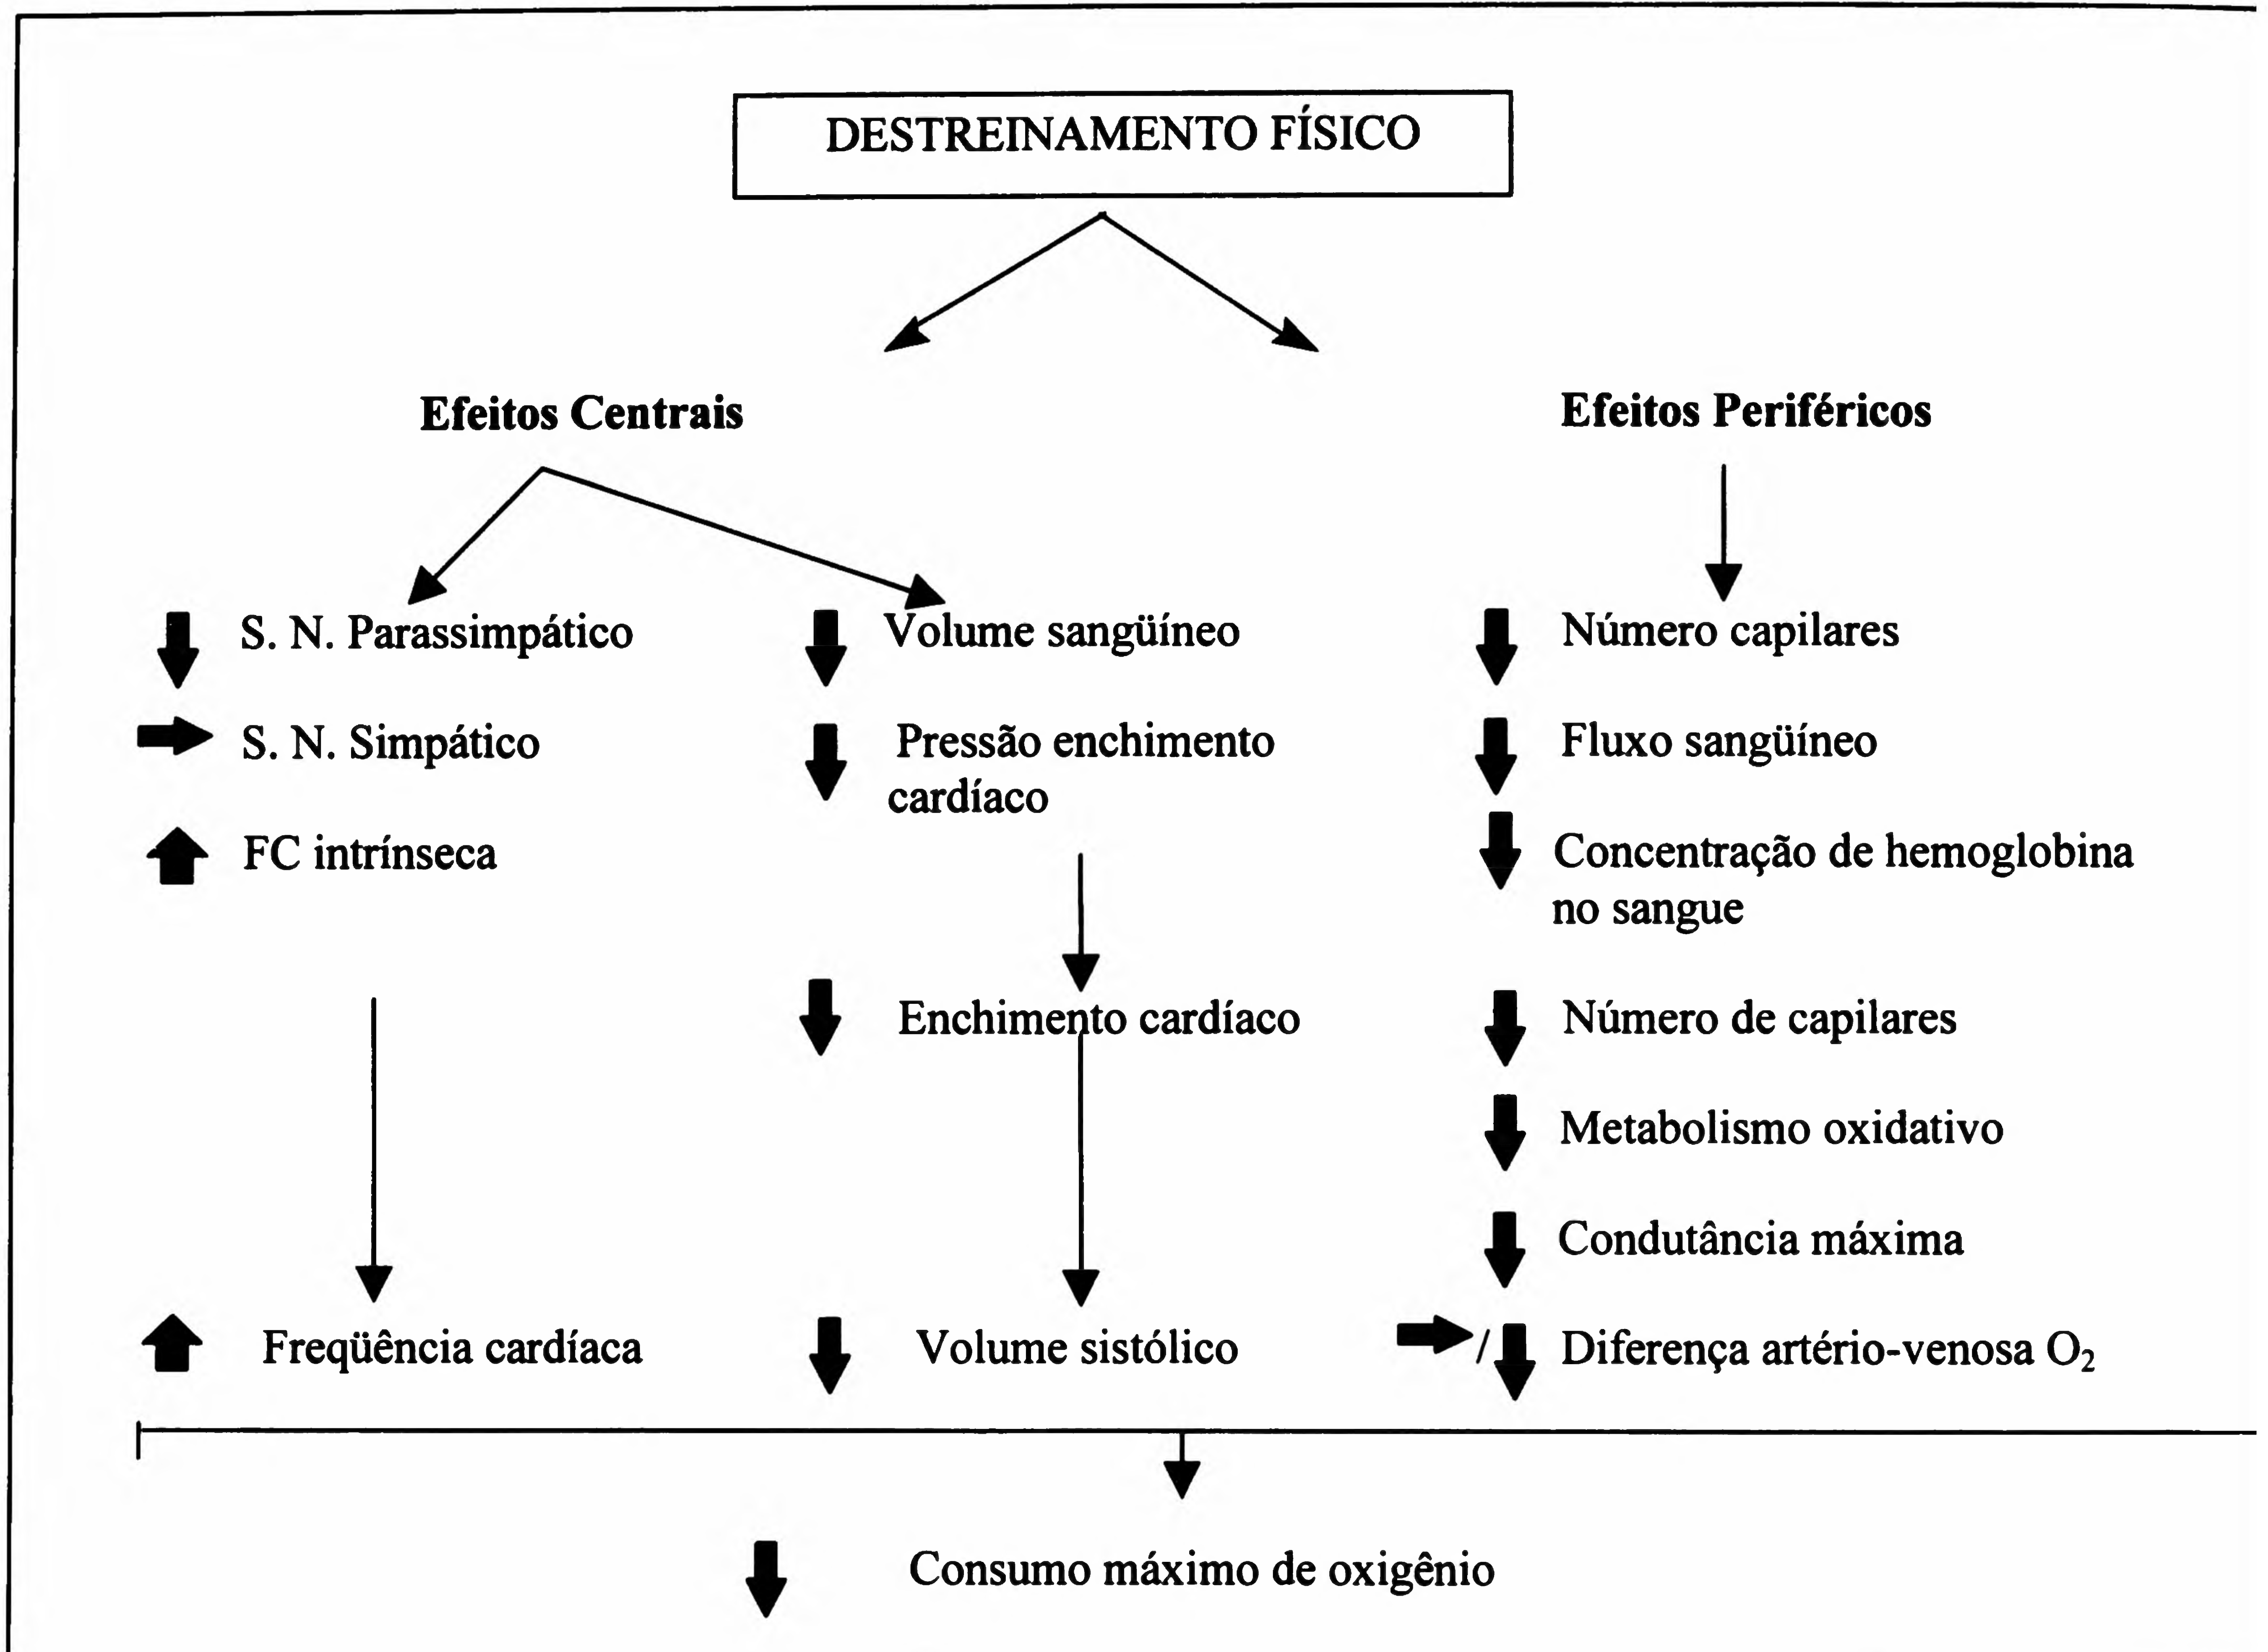 DESTREINAMENTO FÍSICO
Efeitos Centrais
Efeitos Periféricos
S. N. Parassimpático
S. N. Simpático
FC intrínseca
Freqüência cardíaca
Volume sangüíneo
Pressão enchimento
cardíaco
Enchimento cardíaco
Volume sistólico
Número capilares
Fluxo sangüíneo
Concentração de hemoglobina
no sangue
Número de capilares
Metabolismo oxidativo
Condutância máxima
/ Diferença artério-venosa O₂
Consumo máximo de oxigênio